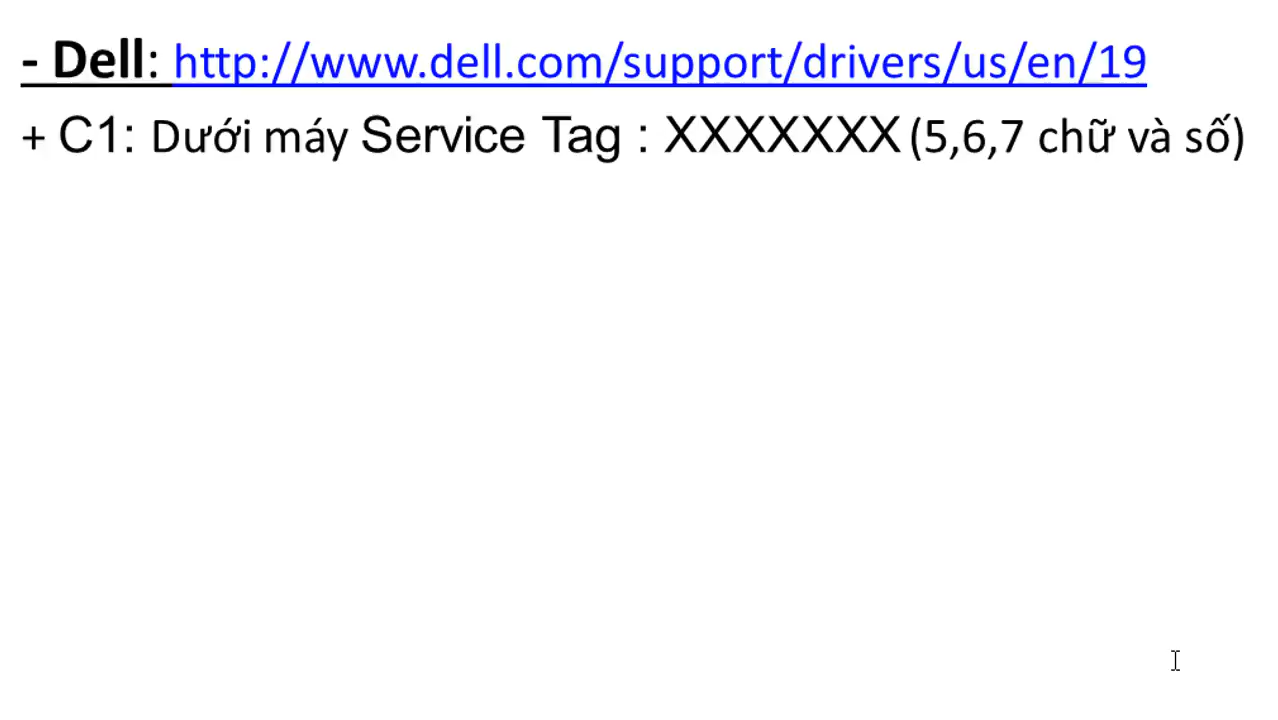 - Dell: http://www.dell.com/support/drivers/us/en/19
+ C1: Dưới máy Service Tag : XXXXXXX (5,6,7 chữ và số)